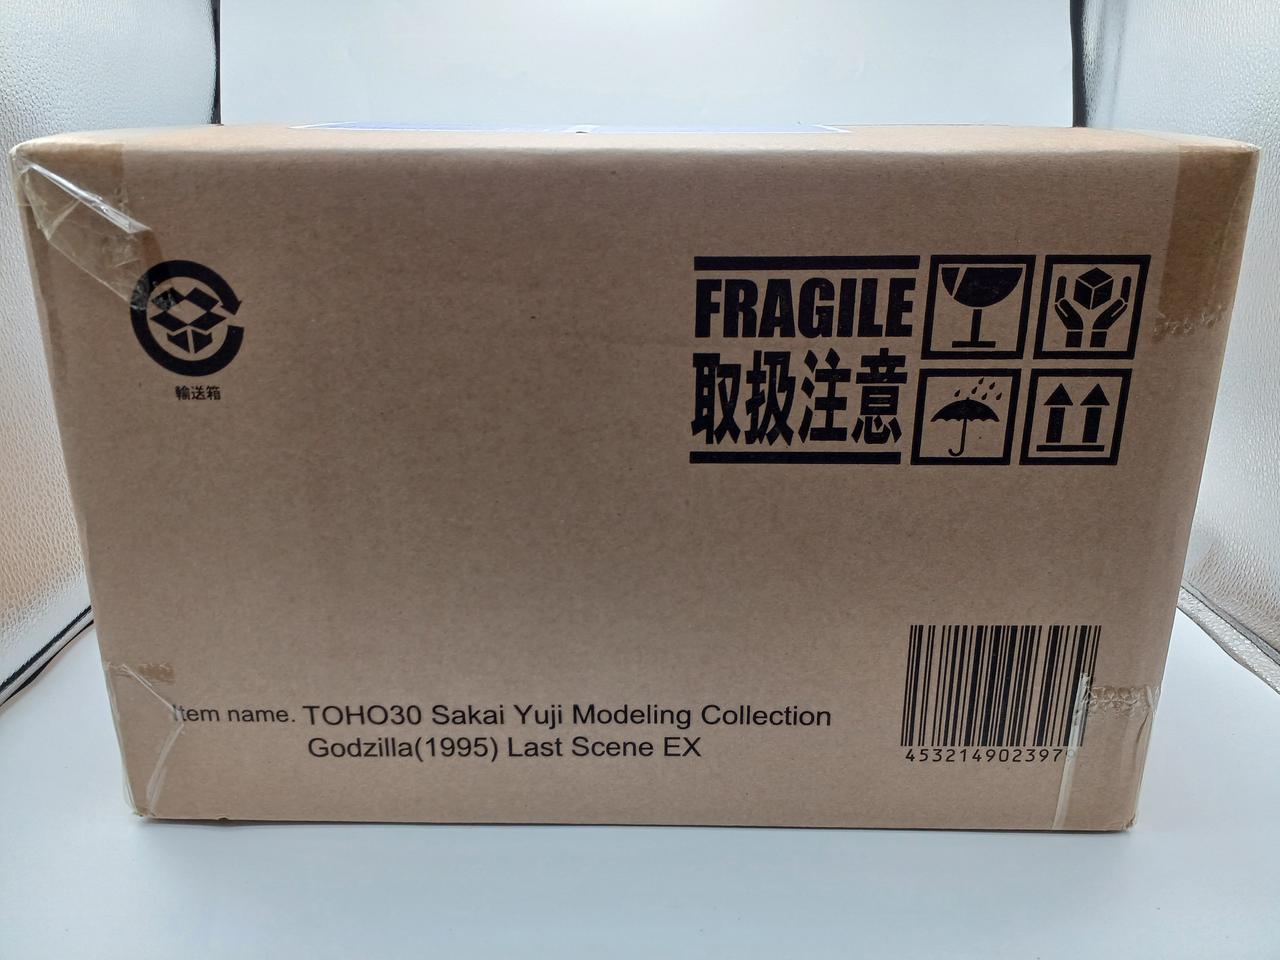 FRAGILE
取扱注意
輸送箱
Item name. TOHO30 Sakai Yuji Modeling Collection
Godzilla(1995) Last Scene EX
4532149023979